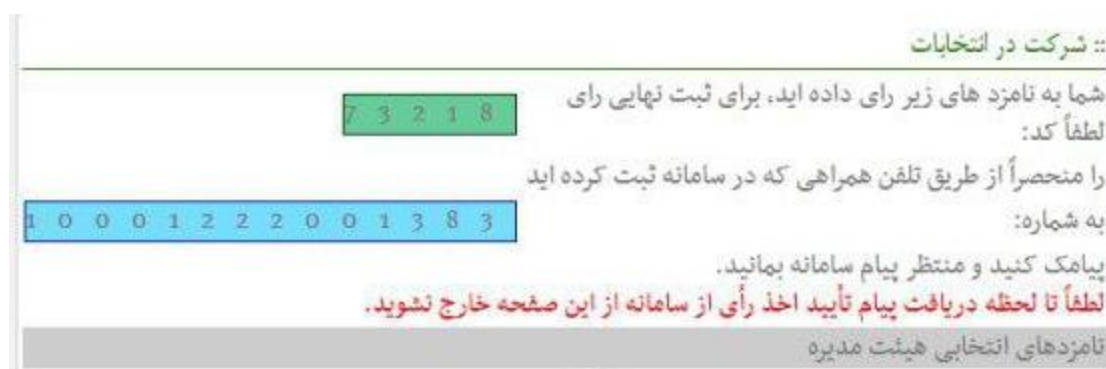 :: شرکت در انتخابات
شما به نامزد های زیر رای داده اید، برای ثبت نهایی رای
لطفاً کد:
7 3 2 1 8
را منحصراً از طریق تلفن همراهی که در سامانه ثبت کرده اید
به شماره:
1 0 0 0 1 2 2 2 0 0 1 3 8 3
پیامک کنید و منتظر پیام سامانه بمانید.
لطفاً تا لحظه دریافت پیام تأیید اخذ رأی از سامانه از این صفحه خارج نشوید.
نامزدهای انتخابی هیئت مدیره